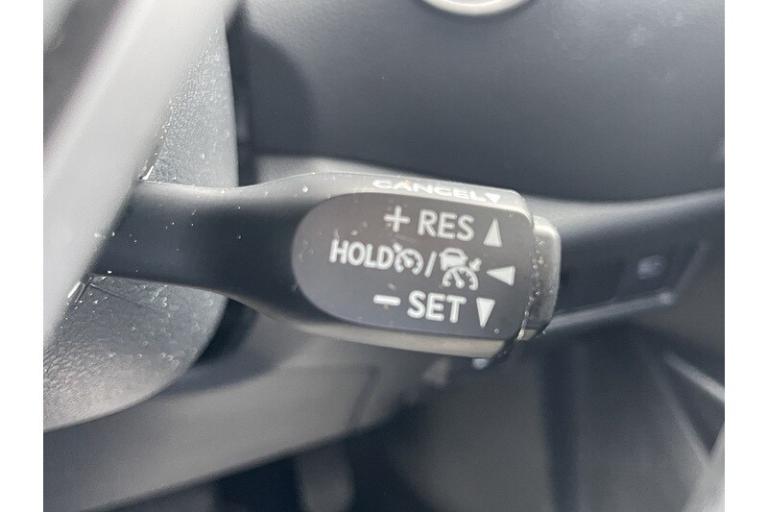 CANCEL
+ RES
HOLD /
- SET